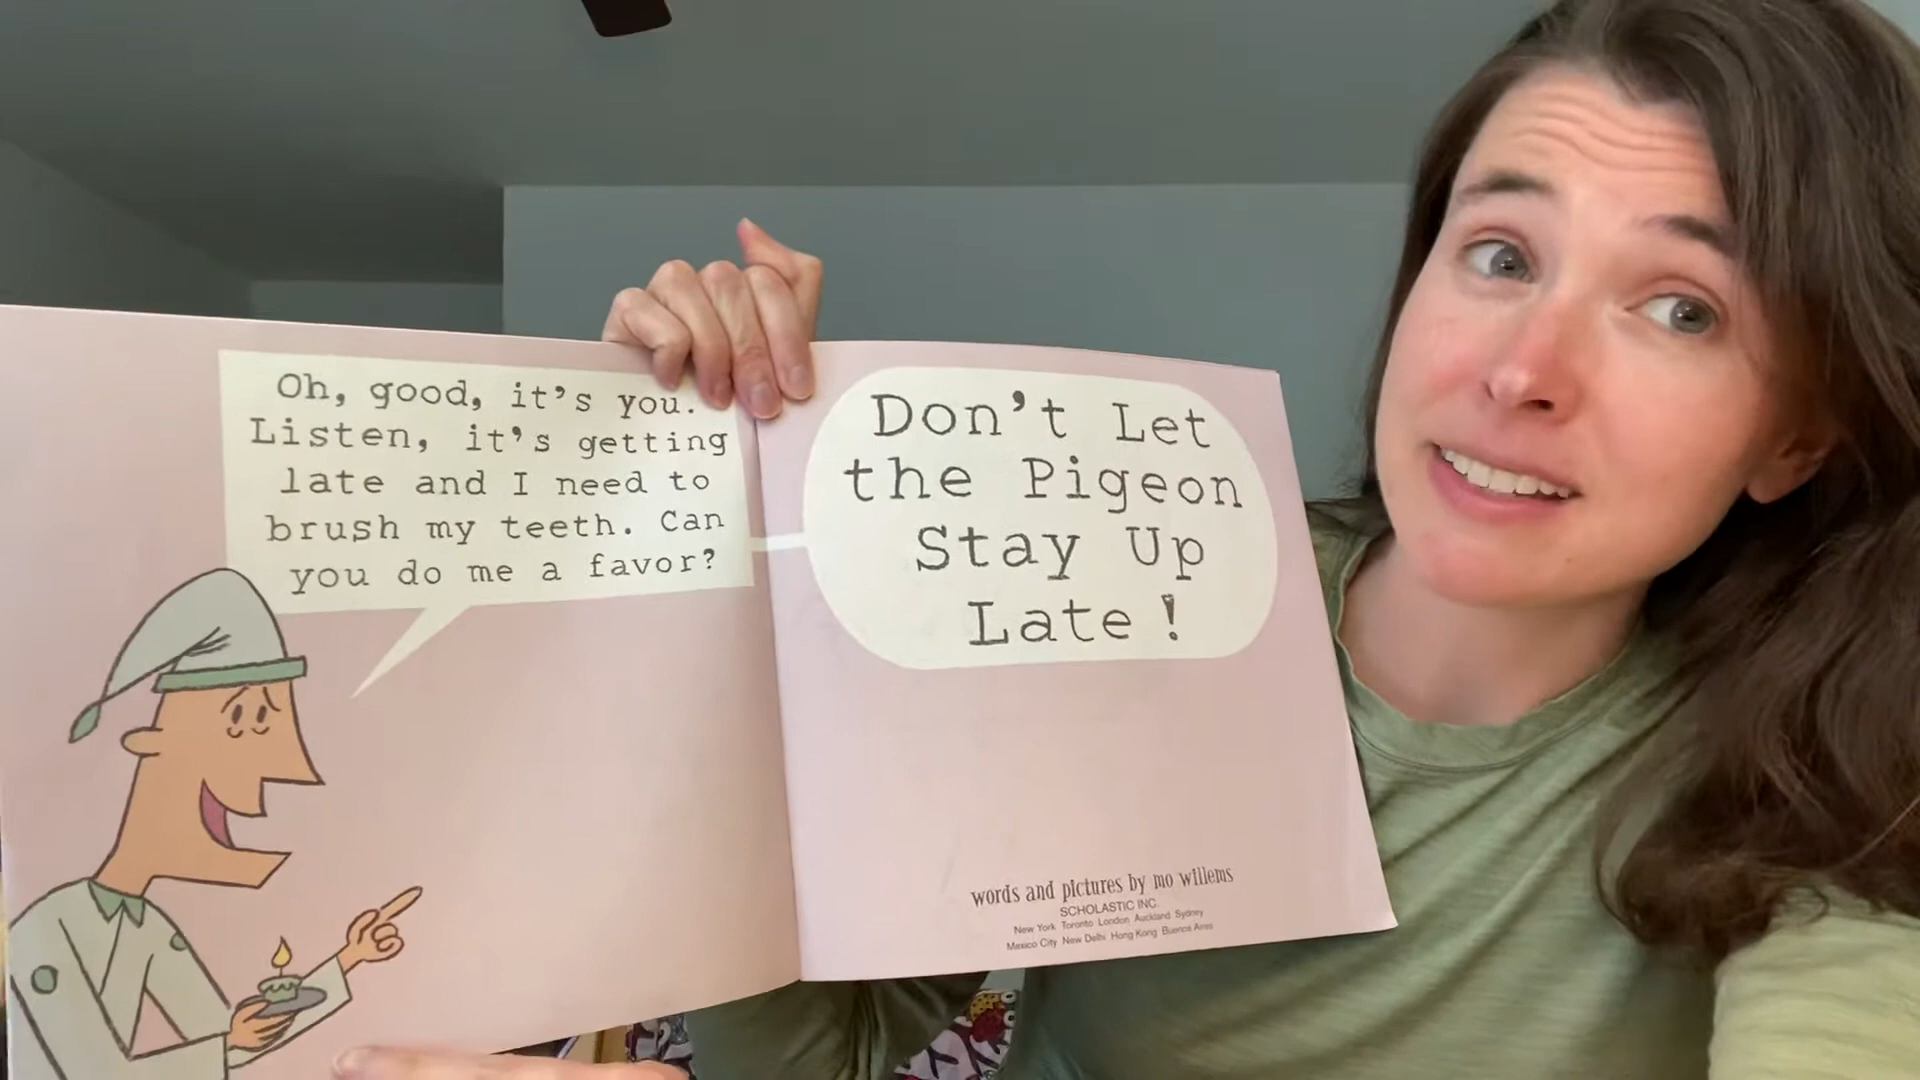 Oh, good, it's you.
Listen, it's getting
late and I need to
brush my teeth. Can
you do me a favor?
Don't Let
the Pigeon
Stay Up
Late!
words and pictures by mo willems
SCHOLASTIC INC.
New York Toronto London Auckland Sydney
Mexico City New Delhi Hong Kong Buenos Aires